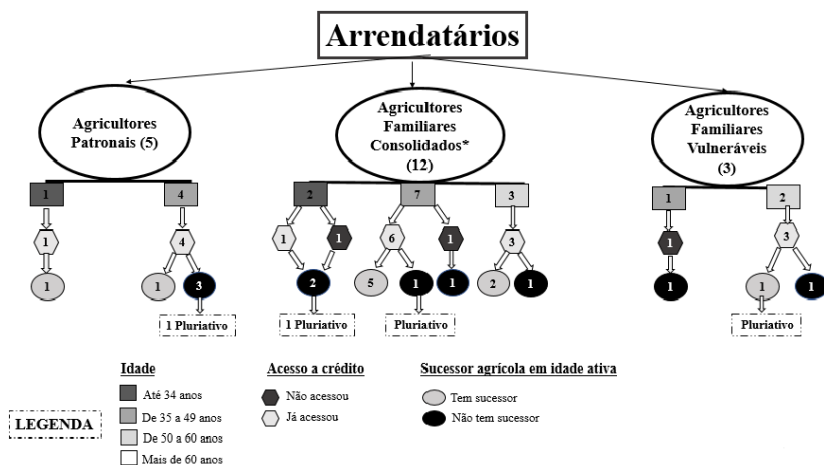 Arrendatários
Agricultores
Patronais (5)
Agricultores
Familiares
Consolidados*
(12)
Agricultores
Familiares
Vulneráveis
(3)
1 4 2 7 3 1 2
1 4 1 1 6 1 3 1 3
1 1 3 2 5 1 1 2 1 1 1 1
1 Pluriativo 1 Pluriativo Pluriativo Pluriativo
LEGENDA
Idade
Até 34 anos
De 35 a 49 anos
De 50 a 60 anos
Mais de 60 anos
Acesso a crédito
Não acessou
Já acessou
Sucessor agrícola em idade ativa
Tem sucessor
Não tem sucessor